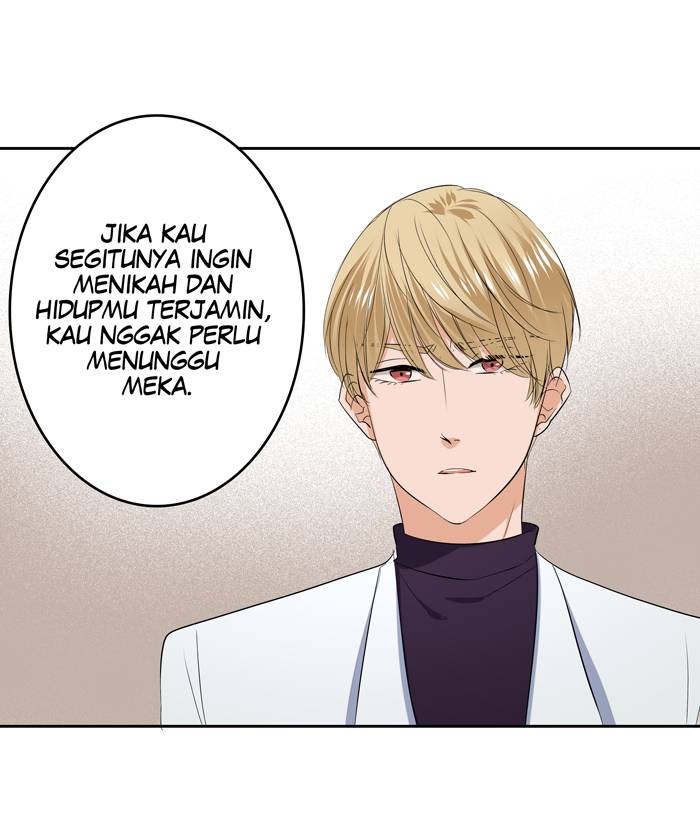 JIKA KAU
SEGITUNYA INGIN
MENIKAH DAN
HIDUPMU TERJAMIN,
KAU NGGAK PERLU
MENUNGGU
MEKA.